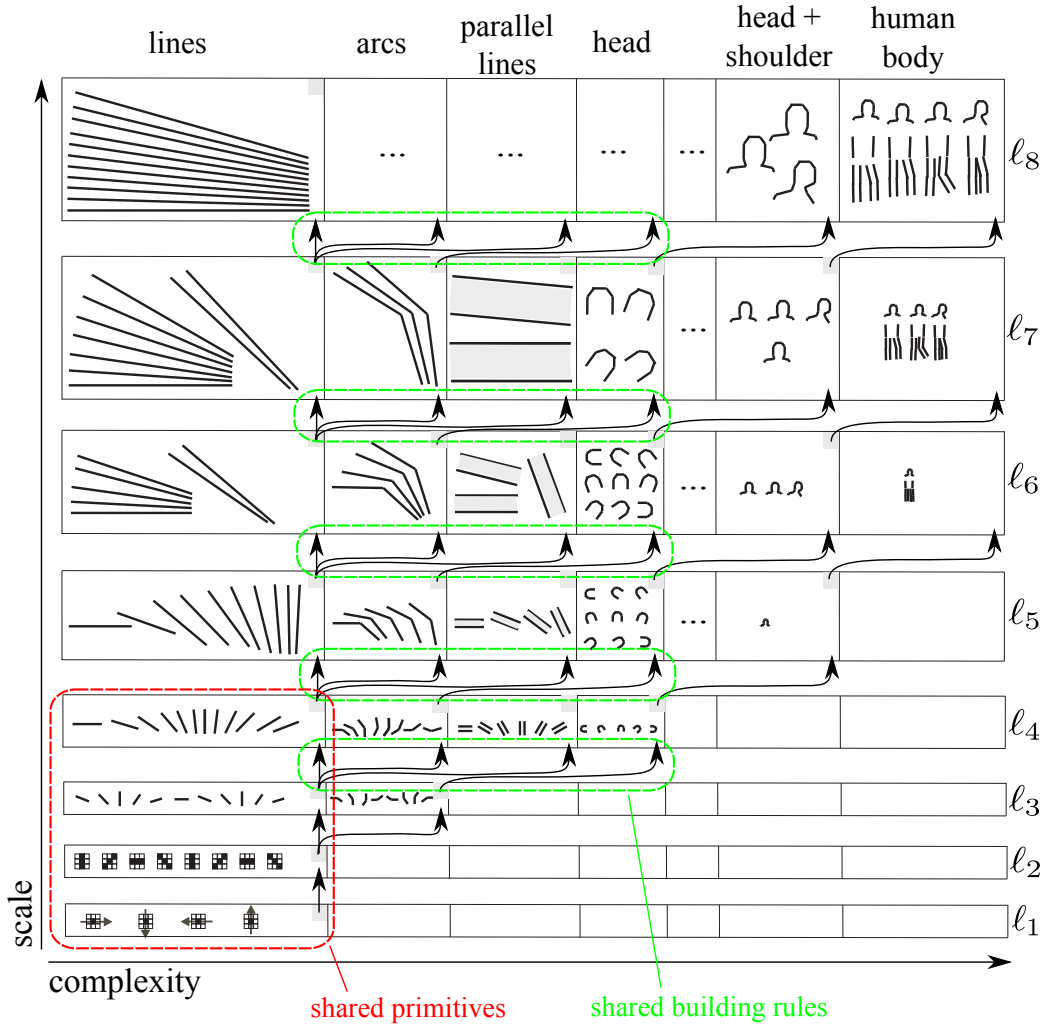 lines
arcs
parallel
lines
head
head +
shoulder
human
body
...
...
...
...
ℓ8
...
ℓ7
...
ℓ6
...
ℓ5
ℓ4
ℓ3
ℓ2
ℓ1
scale
complexity
shared primitives
shared building rules